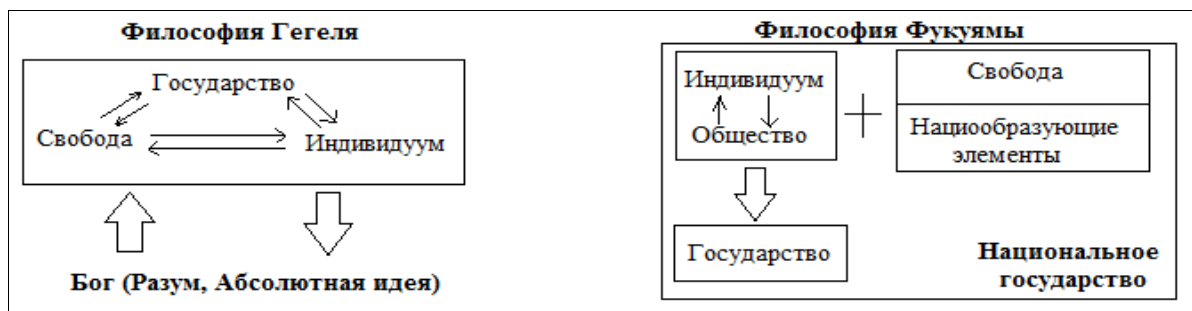 Философия Гегеля
Государство
Свобода
Индивидуум
Бог (Разум, Абсолютная идея)
Философия Фукуямы
Индивидуум
Общество
Государство
+
Свобода
Нациообразующие
элементы
Национальное
государство